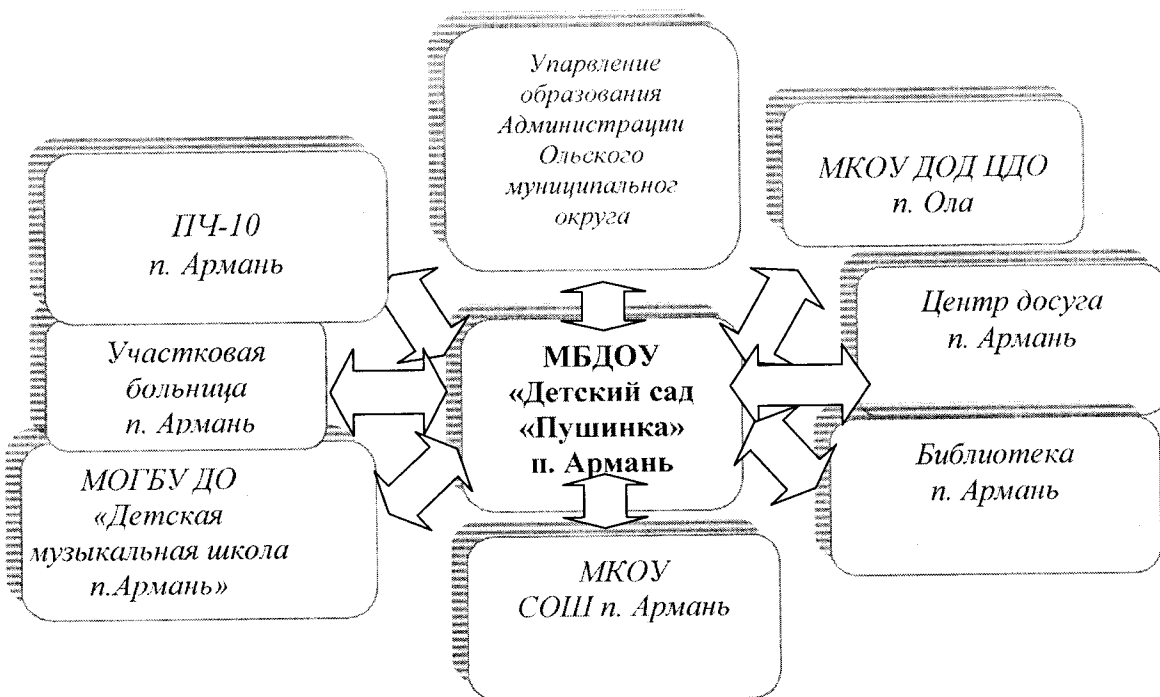 Упарвление
образования
Администрации
Ольского
муниципальног
округа
МКОУ ДОД ЦДО
п. Ола
ПЧ-10
п. Армань
Центр досуга
п. Армань
Участковая
больница
п. Армань
МБДОУ
«Детский сад
«Пушинка»
п. Армань
Библиотека
п. Армань
МОГБУ ДО
«Детская
музыкальная школа
п.Армань»
МКОУ
СОШ п. Армань